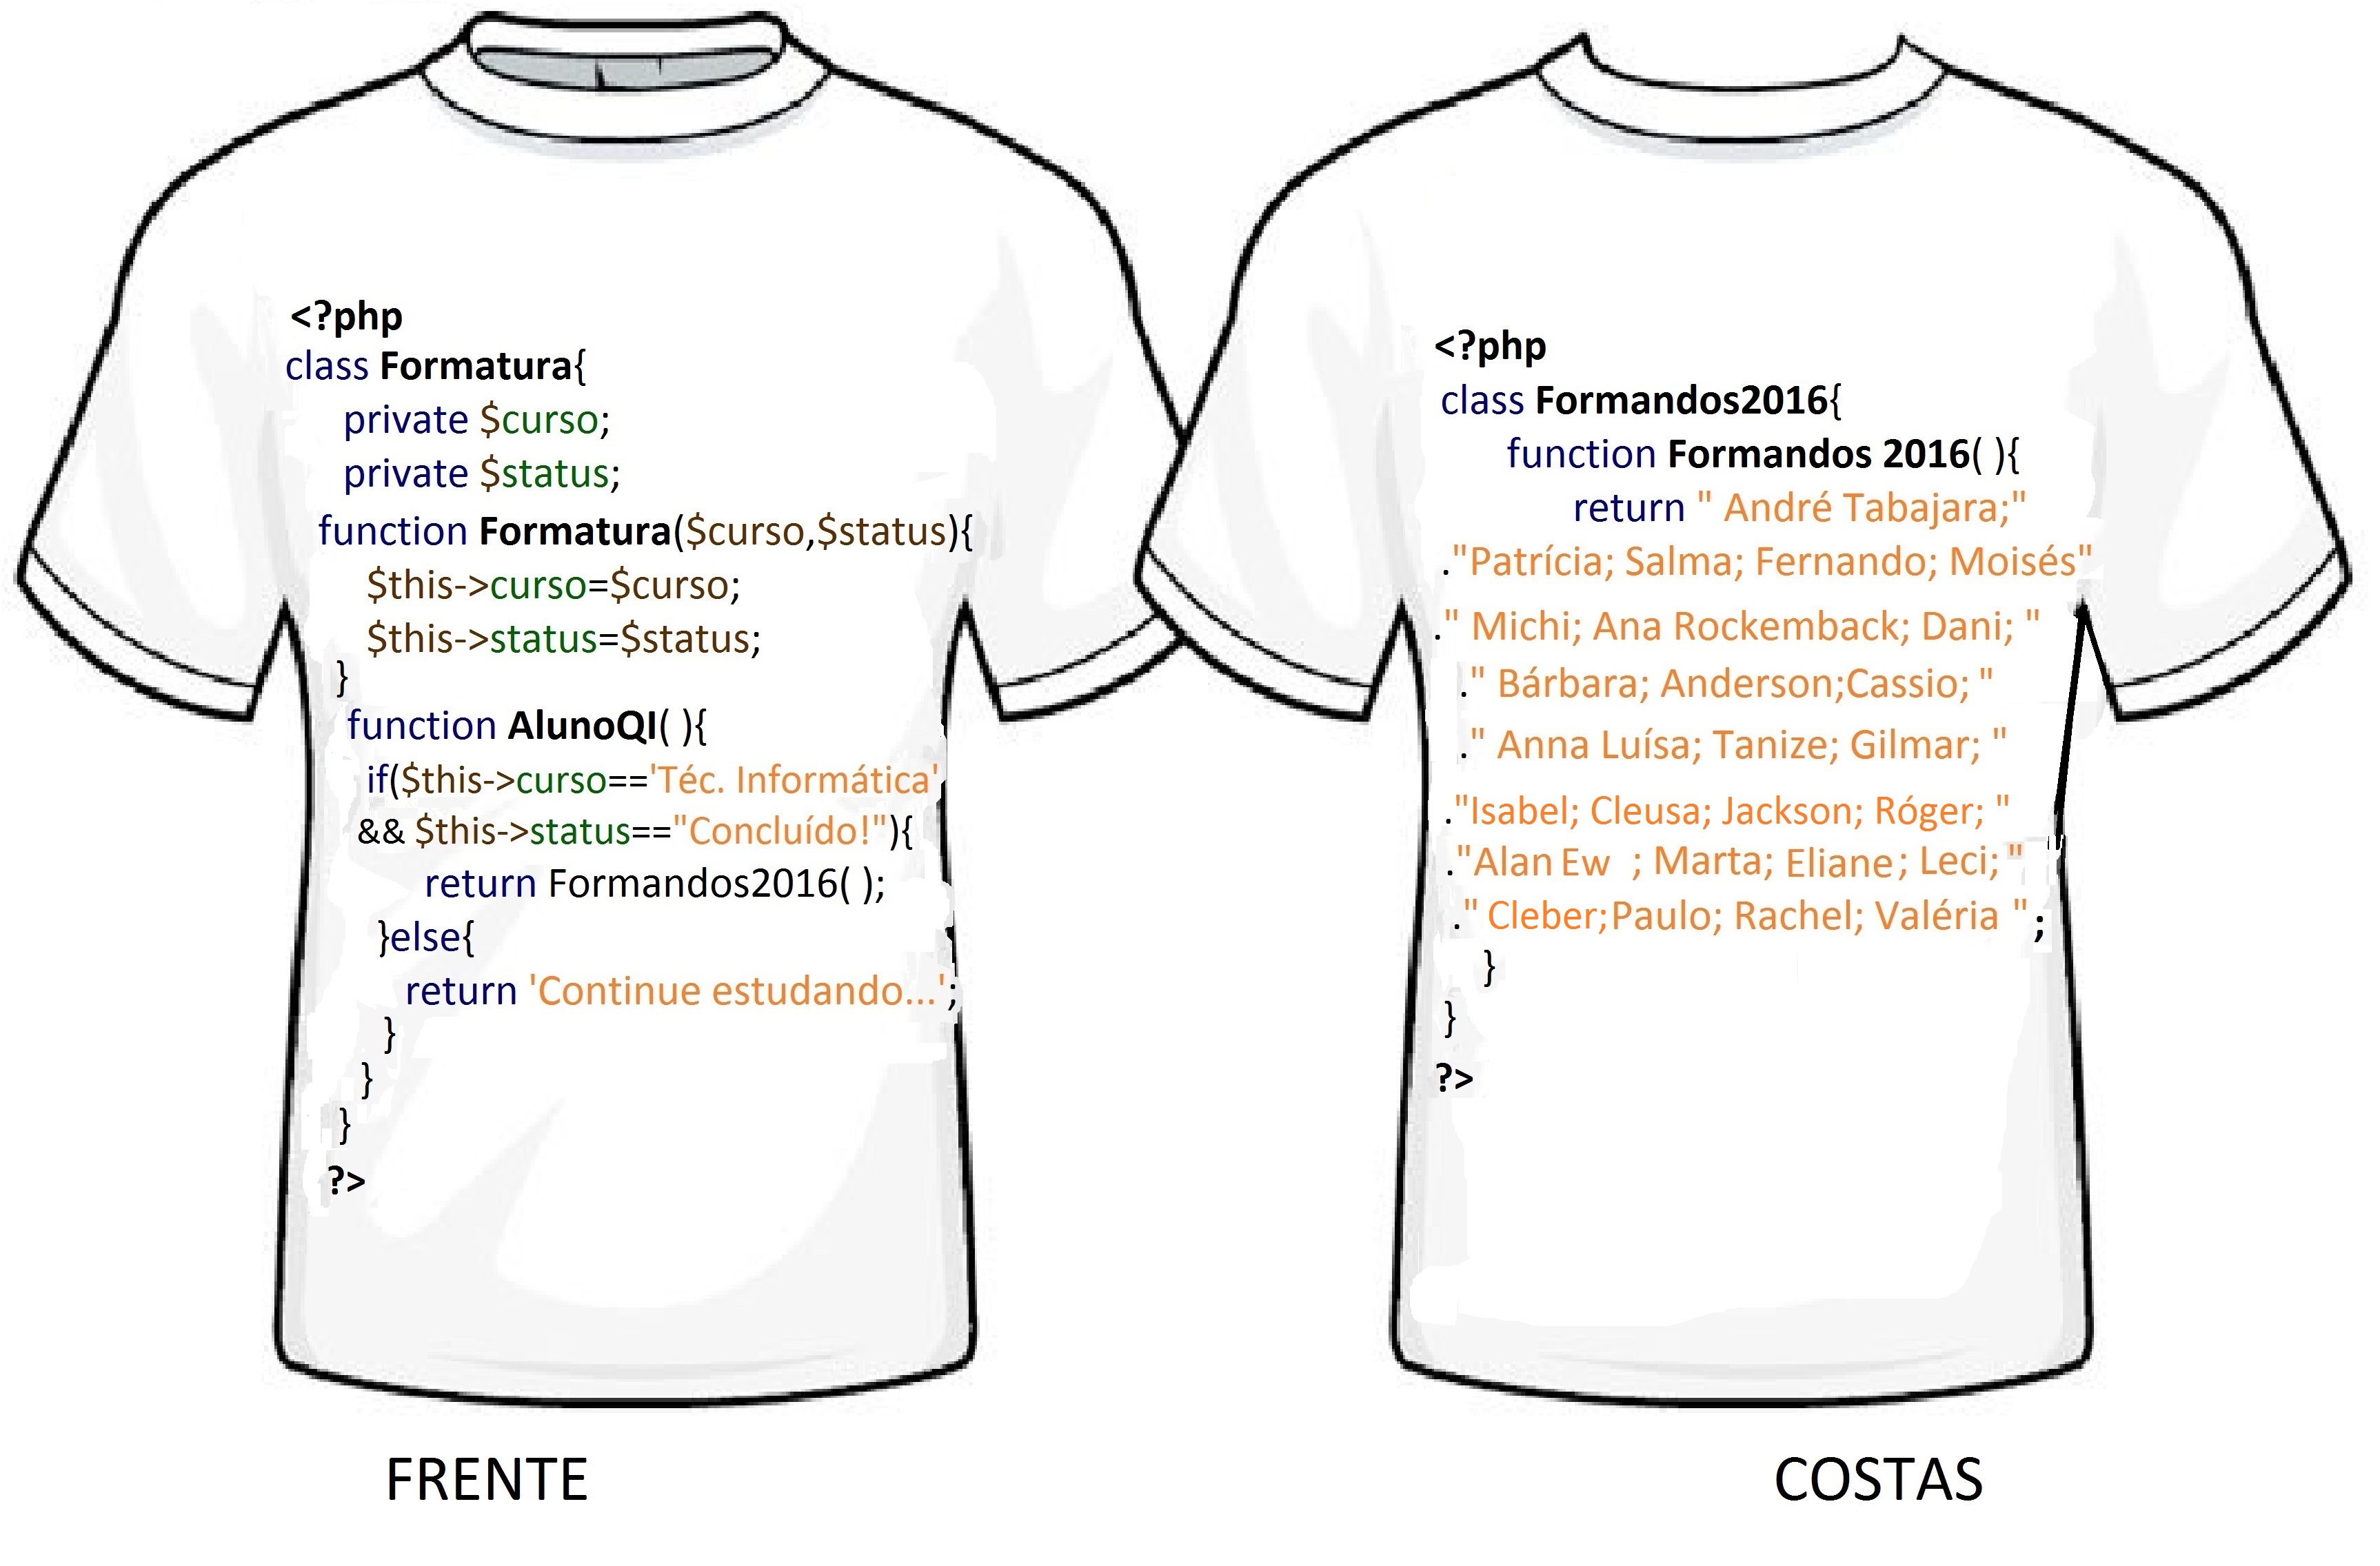 <?php
class Formatura{
private $curso;
private $status;
function Formatura($curso,$status){
$this->curso=$curso;
$this->status=$status;
}
function AlunoQI( ){
if($this->curso=='Téc. Informática'
&& $this->status=="Concluído!"){
return Formandos2016( );
}else{
return 'Continue estudando...';
}
}
}
?>
FRENTE
<?php
class Formandos2016{
function Formandos 2016( ){
return " André Tabajara;"
."Patrícia; Salma; Fernando; Moisés"
." Michi; Ana Rockemback; Dani; "
." Bárbara; Anderson;Cassio; "
." Anna Luísa; Tanize; Gilmar; "
."Isabel; Cleusa; Jackson; Róger; "
."Alan Ew ; Marta; Eliane; Leci; "
." Cleber;Paulo; Rachel; Valéria ";
}
}
?>
COSTAS